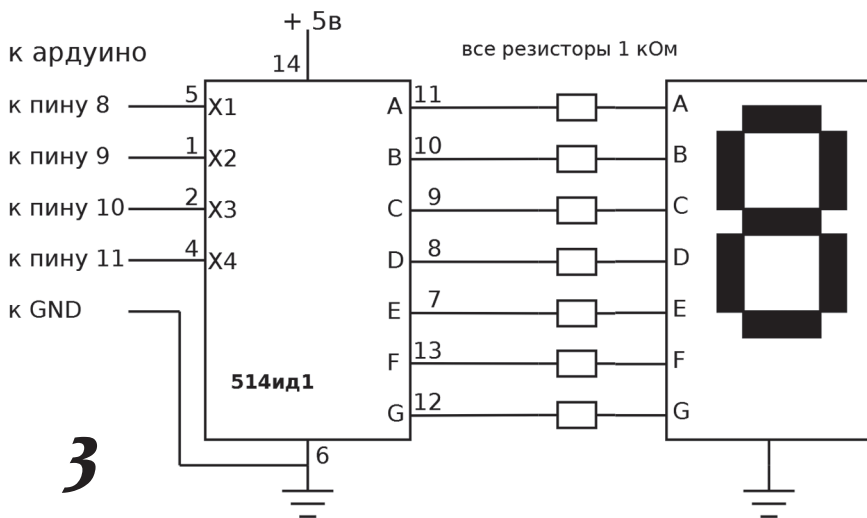 + 5в
к ардуино
все резисторы 1 кОм
14
к пину 8 5 X1 A 11 A
к пину 9 1 X2 B 10 B
к пину 10 2 X3 C 9 C
к пину 11 4 X4 D 8 D
к GND E 7 E
514ид1 F 13 F
G 12 G
6
3